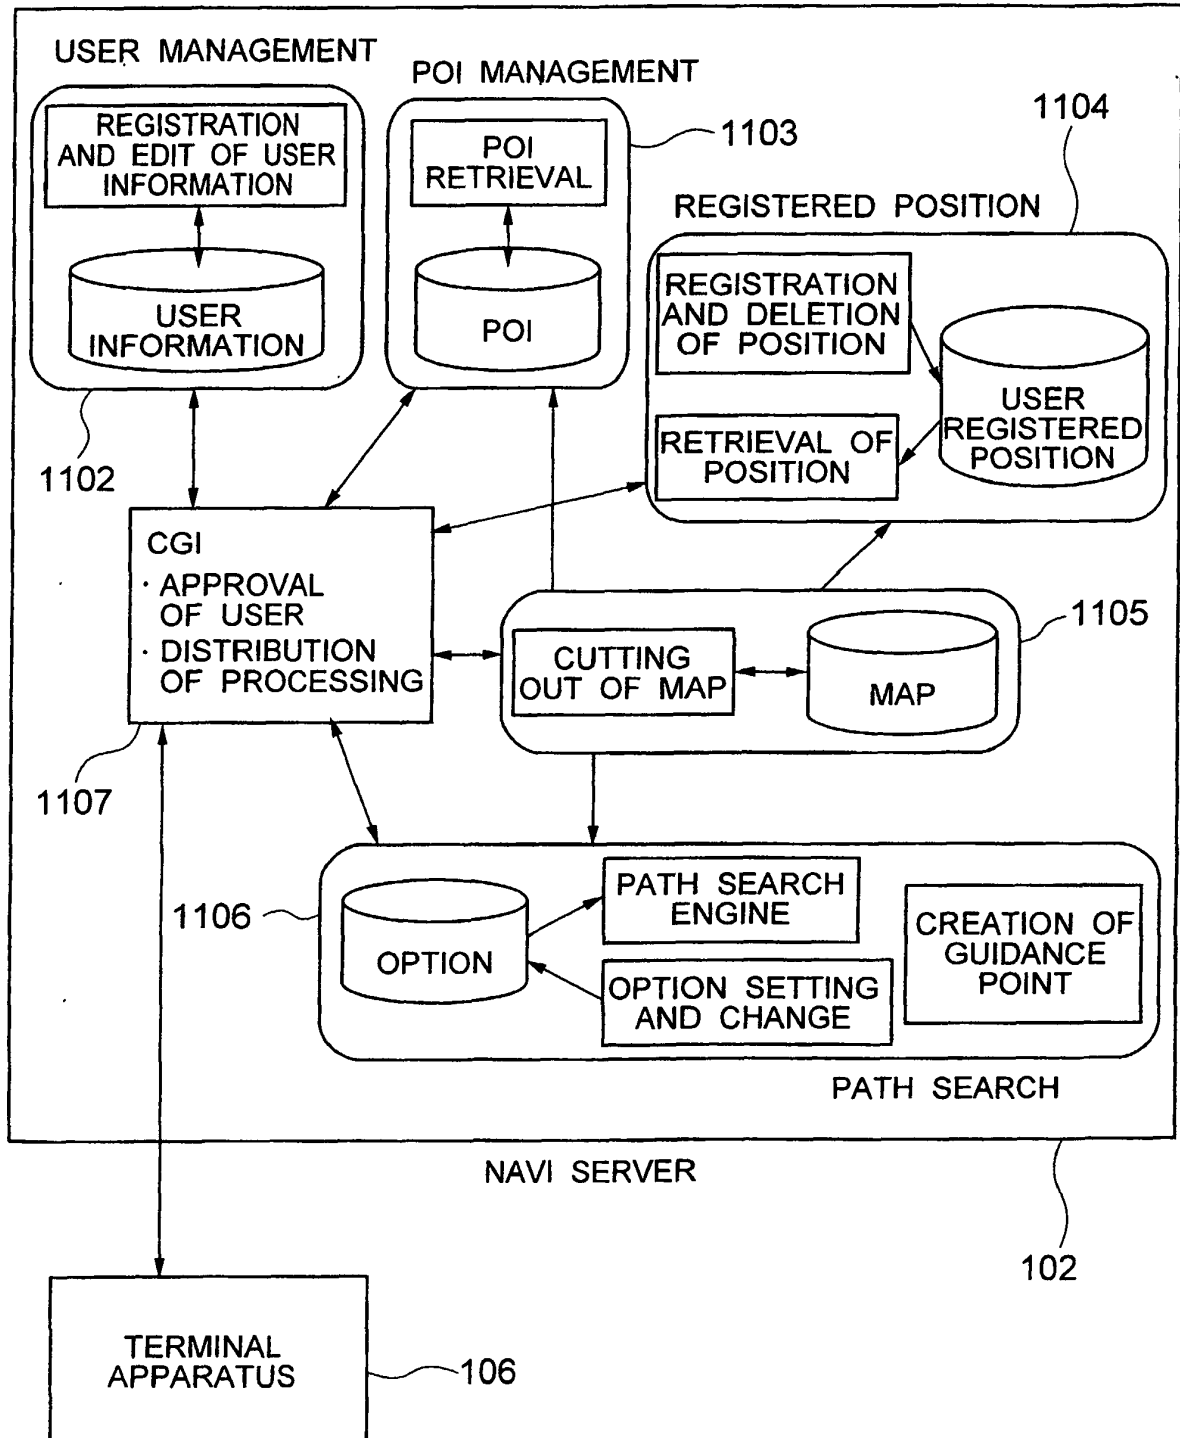 USER MANAGEMENT
POI MANAGEMENT
REGISTRATION
AND EDIT OF USER
INFORMATION
USER
INFORMATION
1102
POI
RETRIEVAL
POI
1103
1104
REGISTERED POSITION
REGISTRATION
AND DELETION
OF POSITION
RETRIEVAL OF
POSITION
USER
REGISTERED
POSITION
CGI
· APPROVAL
OF USER
· DISTRIBUTION
OF PROCESSING
1107
CUTTING
OUT OF MAP
MAP
1105
1106
OPTION
PATH SEARCH
ENGINE
OPTION SETTING
AND CHANGE
CREATION OF
GUIDANCE
POINT
PATH SEARCH
NAVI SERVER
102
TERMINAL
APPARATUS
106